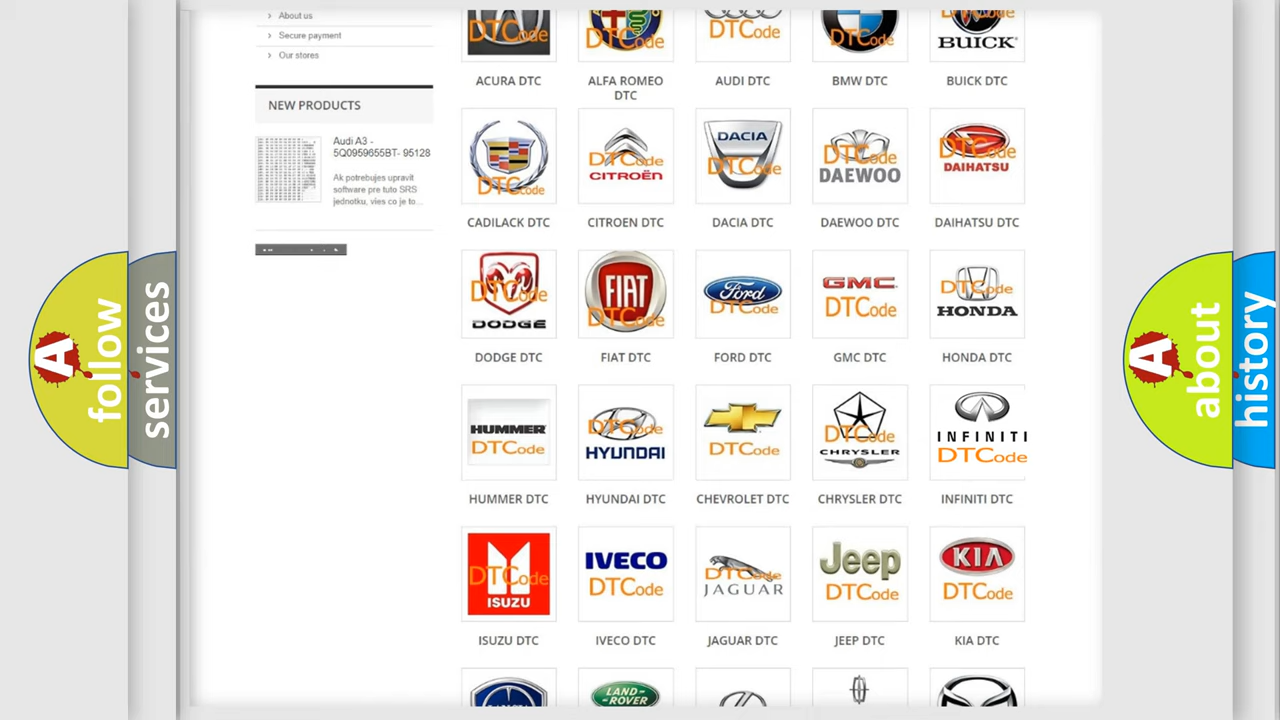 About us
Secure payment
Our stores
NEW PRODUCTS
Audi A3 -
5Q0959655BT- 95128
Ak potrebujes upravit
software pre tuto SRS
jednotku, vies co je to...
DTCode
DTCode
DTCode
DTCode
BUICK
ACURA DTC
ALFA ROMEO
DTC
AUDI DTC
BMW DTC
BUICK DTC
DTCode
DTCode
CITROËN
DACIA
DTCode
DTCode
DAEWOO
DTCode
DAIHATSU
CADILACK DTC
CITROEN DTC
DACIA DTC
DAEWOO DTC
DAIHATSU DTC
DTCode
DODGE
FIAT
DTCode
Ford
DTCode
GMC
DTCode
DTCode
HONDA
DODGE DTC
FIAT DTC
FORD DTC
GMC DTC
HONDA DTC
HUMMER
DTCode
DTCode
HYUNDAI
DTCode
DTCode
CHRYSLER
INFINITI
DTCode
HUMMER DTC
HYUNDAI DTC
CHEVROLET DTC
CHRYSLER DTC
INFINITI DTC
DTCode
ISUZU
IVECO
DTCode
DTCode
JAGUAR
Jeep
DTCode
KIA
DTCode
ISUZU DTC
IVECO DTC
JAGUAR DTC
JEEP DTC
KIA DTC
LAND-
ROVER
A
follow
services
A
about
history